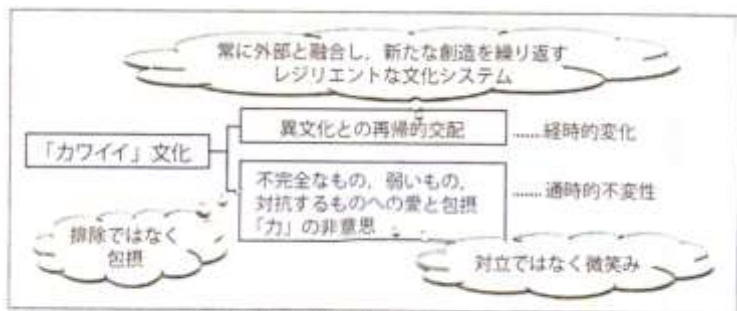 常に外部と融合し，新たな創造を繰り返す
レジリエントな文化システム
異文化との再帰的交配
……経時的変化
「カワイイ」文化
不完全なもの，弱いもの，
対抗するものへの愛と包摂
「力」の非意思
……通時的不変性
排除ではなく
包摂
対立ではなく微笑み